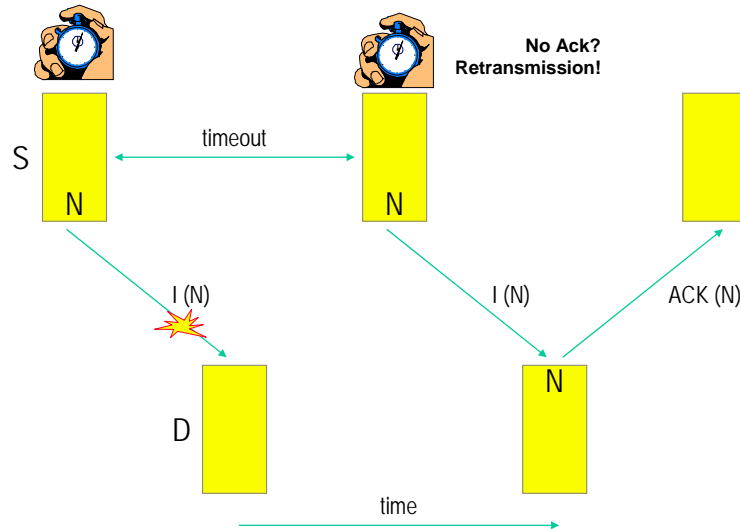 No Ack?
Retransmission!
timeout
S
N
N
I (N)
I (N)
ACK (N)
N
D
time